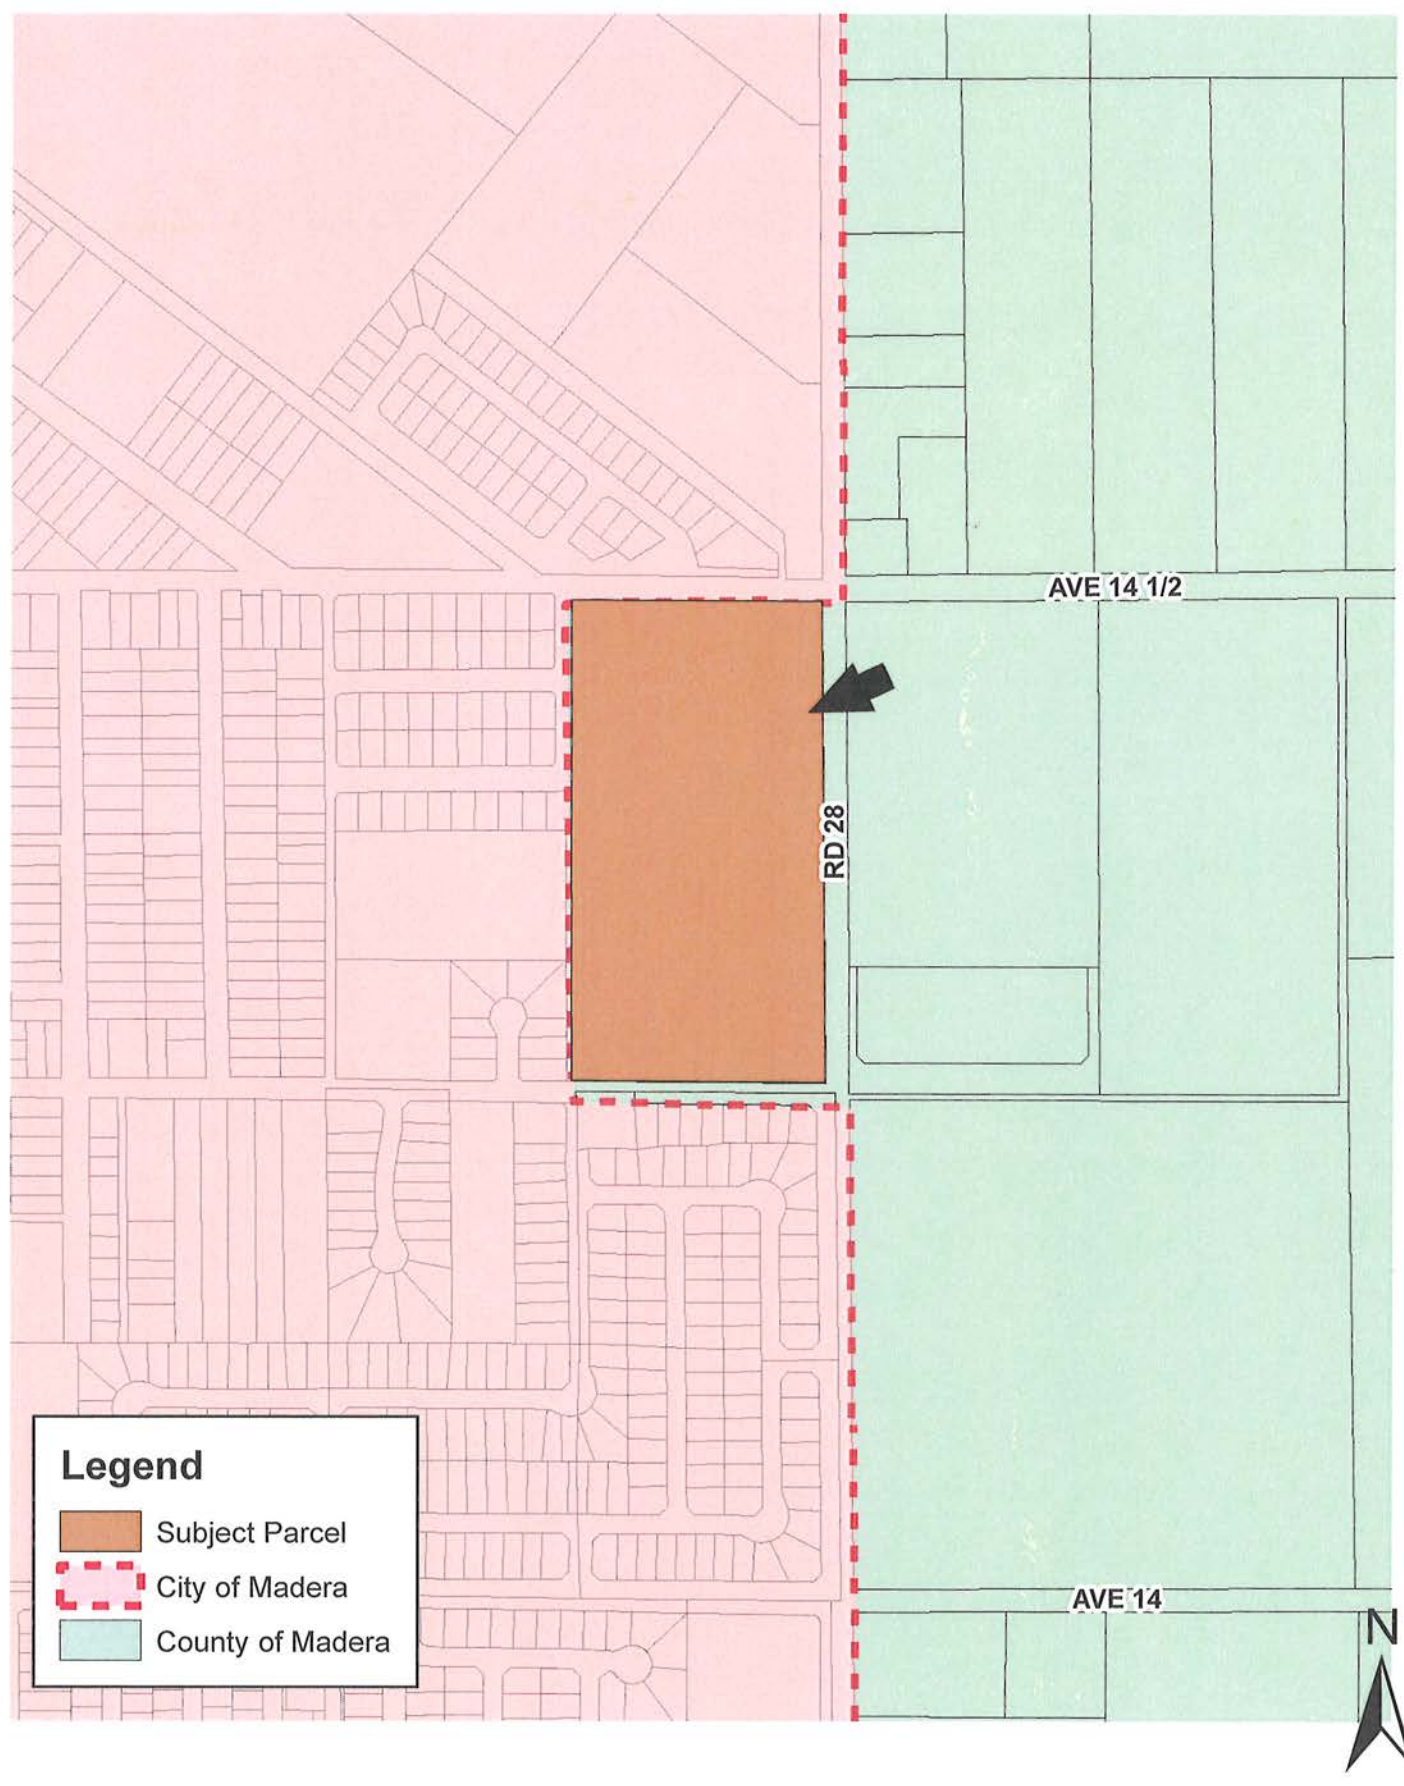 AVE 14 1/2
RD 28
Legend
Subject Parcel
City of Madera
County of Madera
AVE 14
N